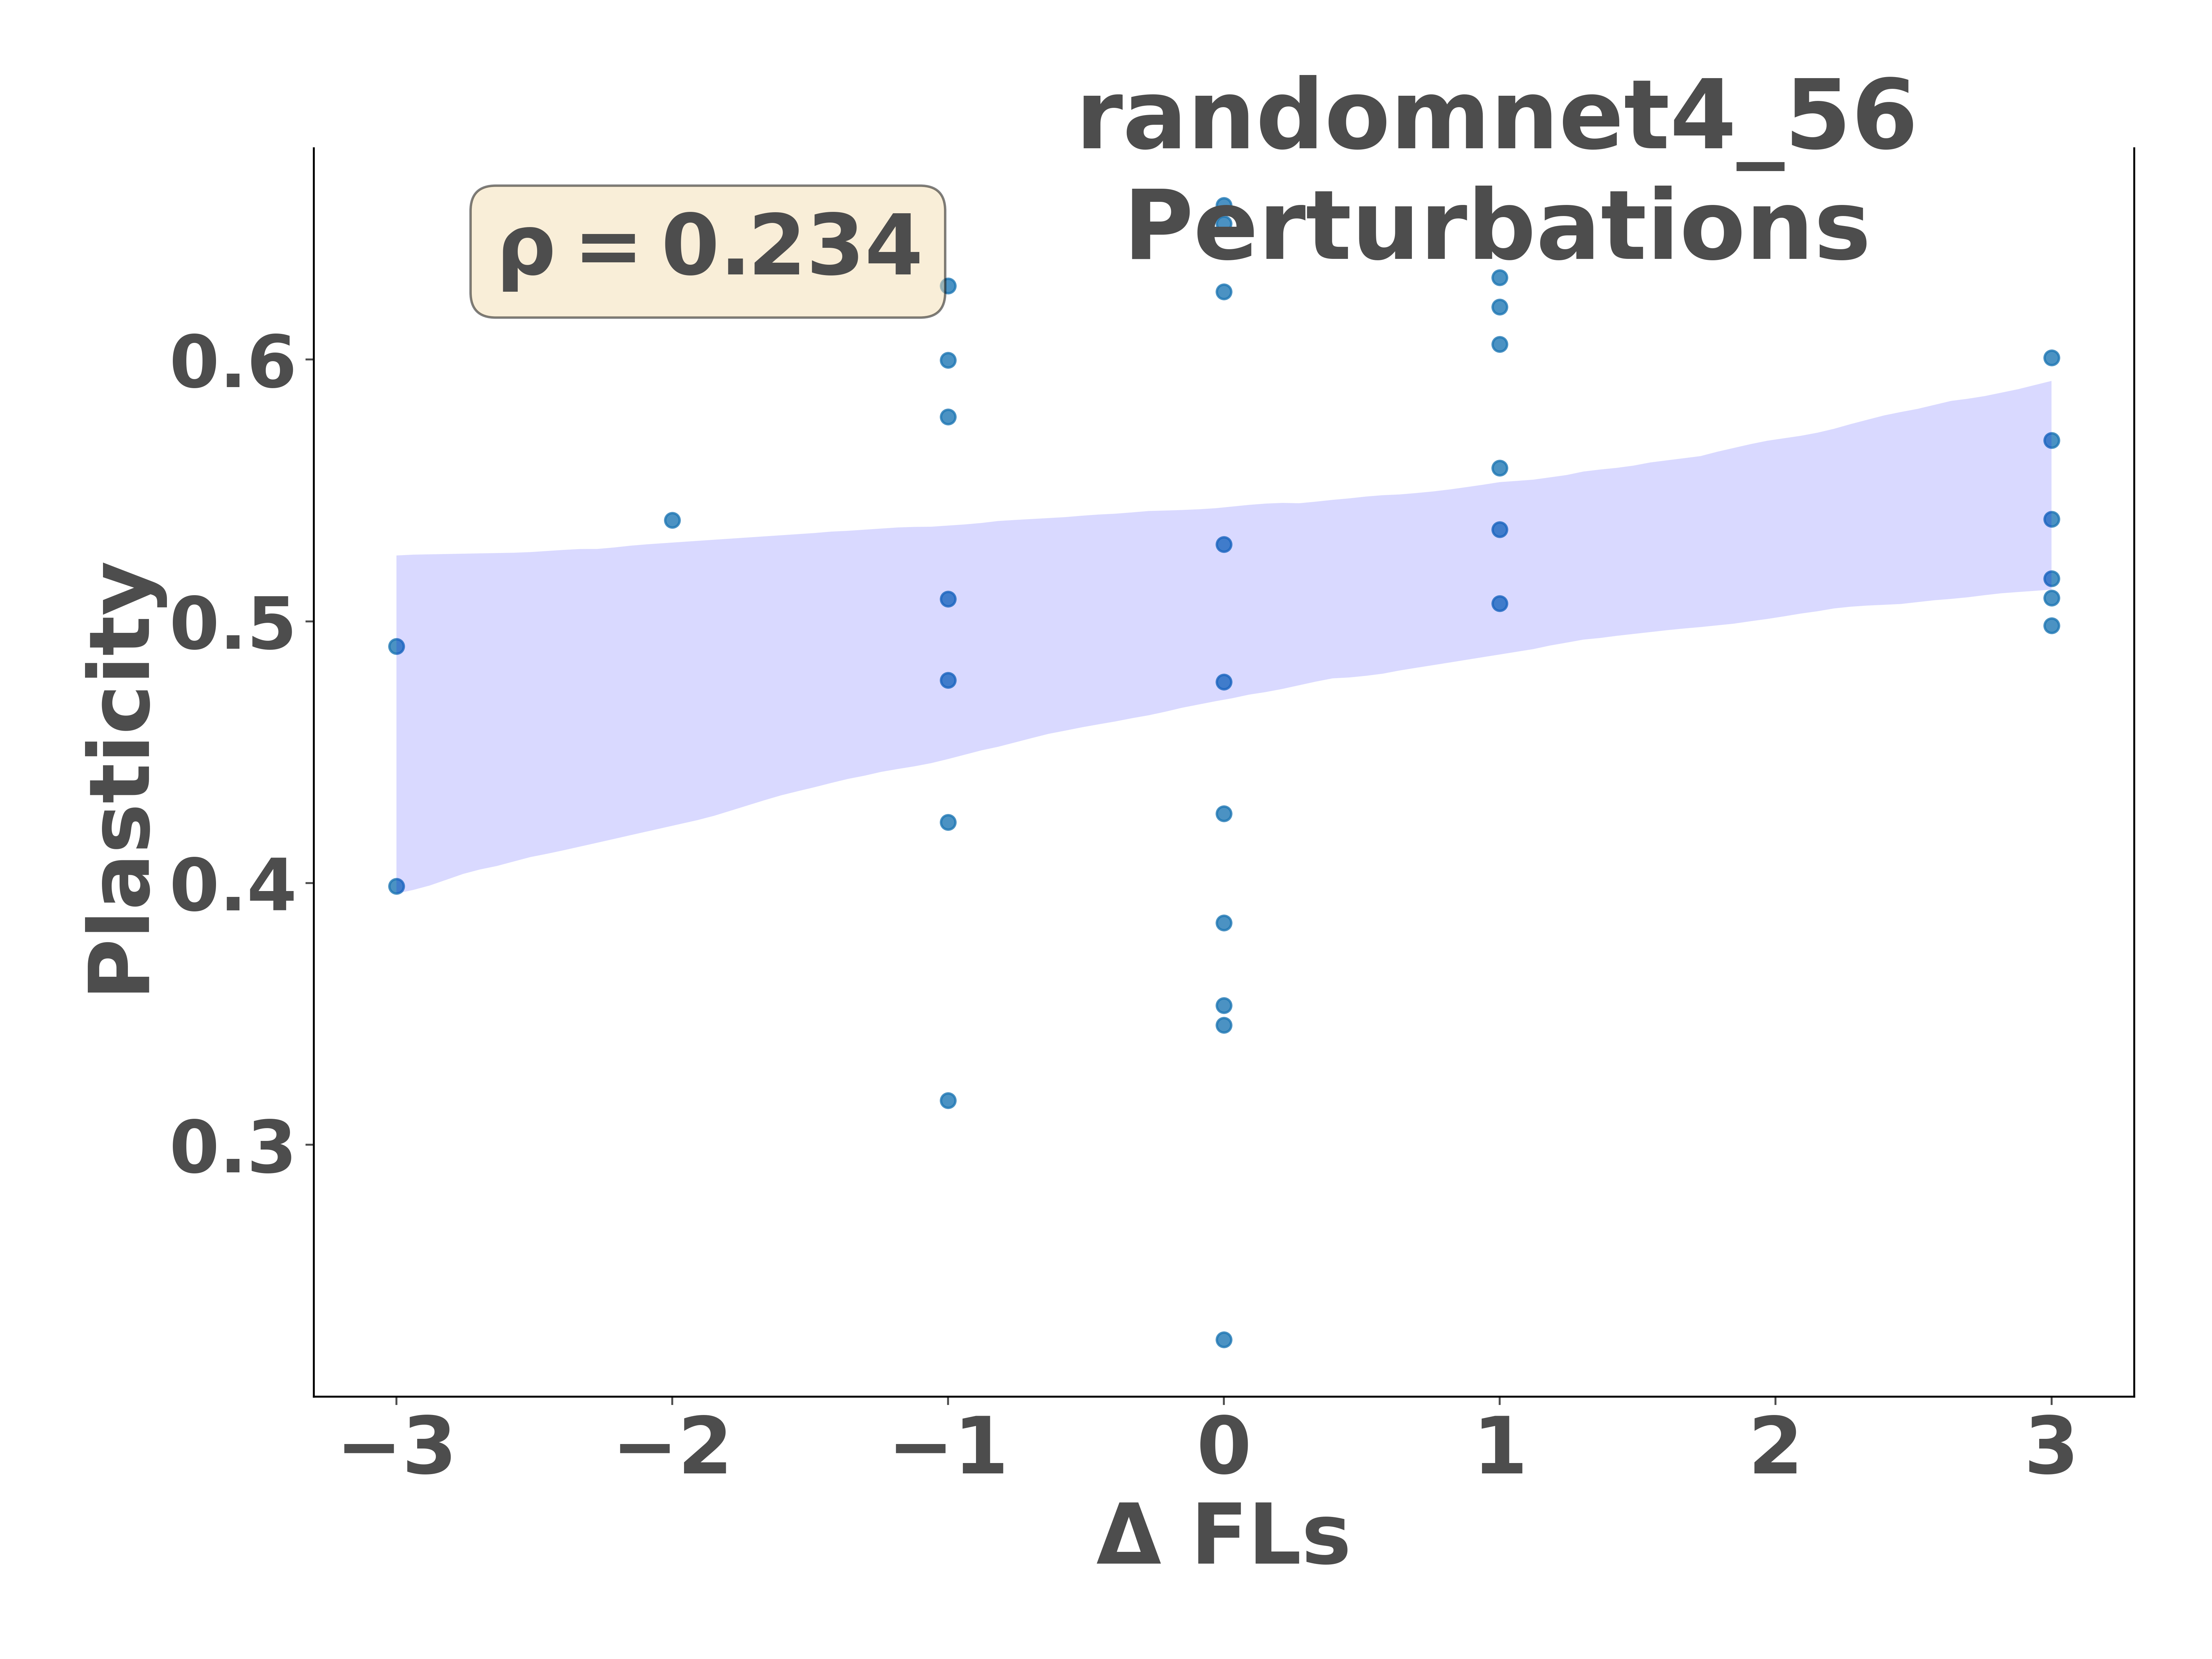 randomnet4_56
Perturbations
ρ = 0.234
Plasticity
0.6
0.5
0.4
0.3
−3 −2 −1 0 1 2 3
Δ FLs